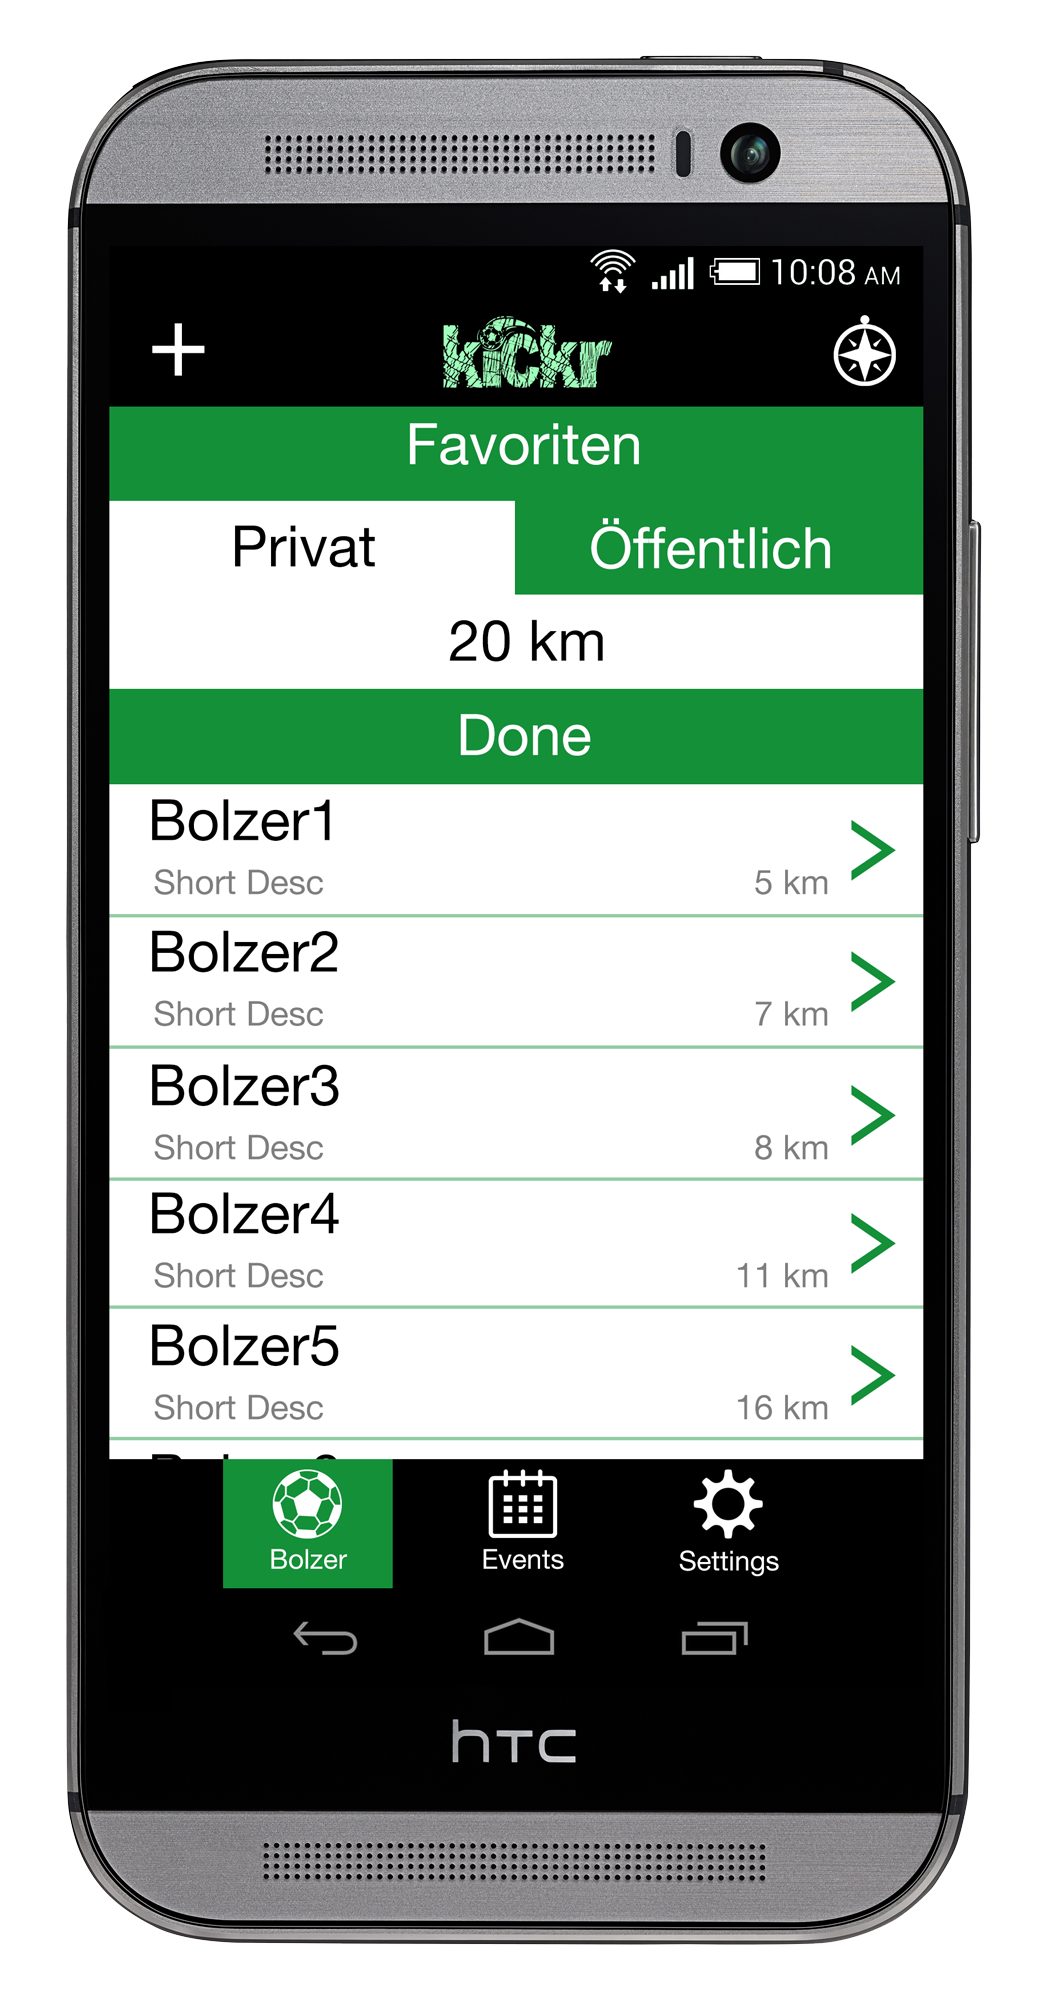 10:08 AM
kickr
Favoriten
Privat Öffentlich
20 km
Done
Bolzer1
Short Desc 5 km
Bolzer2
Short Desc 7 km
Bolzer3
Short Desc 8 km
Bolzer4
Short Desc 11 km
Bolzer5
Short Desc 16 km
Bolzer Events Settings
hTC